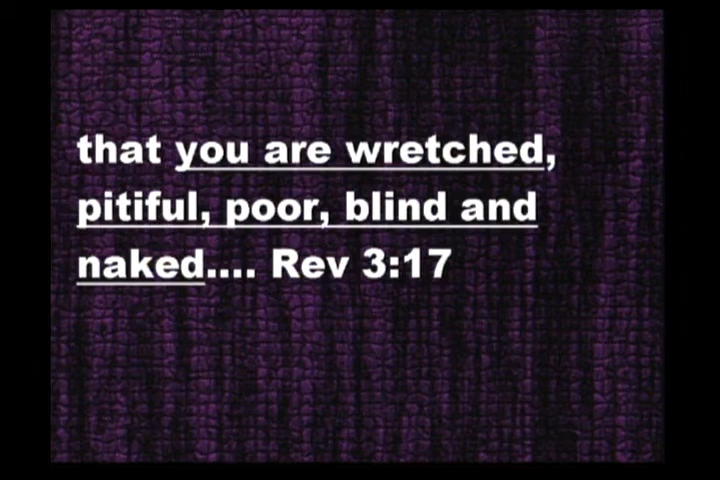 that you are wretched,
pitiful, poor, blind and
naked.... Rev 3:17